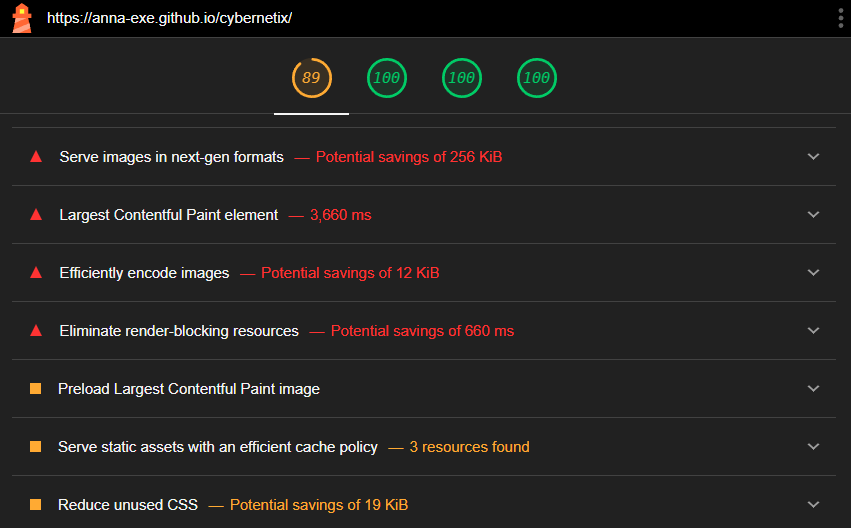 https://anna-exe.github.io/cybernetix/
89 100 100 100
Serve images in next-gen formats — Potential savings of 256 KiB
Largest Contentful Paint element — 3,660 ms
Efficiently encode images — Potential savings of 12 KiB
Eliminate render-blocking resources — Potential savings of 660 ms
Preload Largest Contentful Paint image
Serve static assets with an efficient cache policy — 3 resources found
Reduce unused CSS — Potential savings of 19 KiB